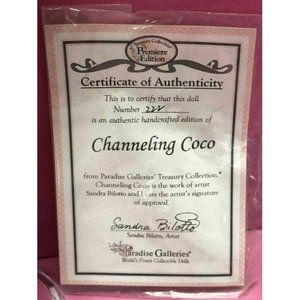 Treasury Collection
Premiere
Edition
Certificate of Authenticity
This is to certify that this doll
Number 222
is an authentic handcrafted edition of
Channeling Coco
from Paradise Galleries' Treasury Collection.®
Channeling Coco is the work of artist
Sandra Bilotto and bears the artist's signature
of approval.
Sandra Bilotto
Sandra Bilotto, Artist
Paradise Galleries®
World's Finest Collectible Dolls